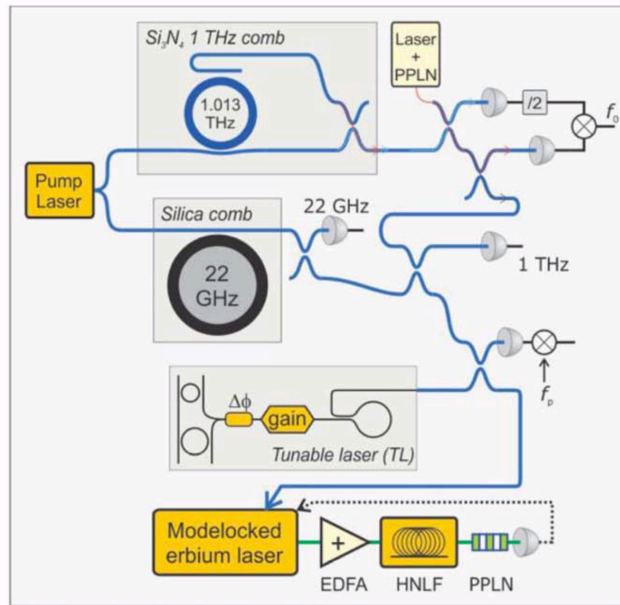 Si₃N₄ 1 THz comb
1.013
THz
Laser
+
PPLN
/2
f₀
Pump
Laser
Silica comb
22 GHz
22
GHz
1 THz
fₚ
Δϕ
gain
Tunable laser (TL)
Modelocked
erbium laser
+
EDFA
HNLF
PPLN